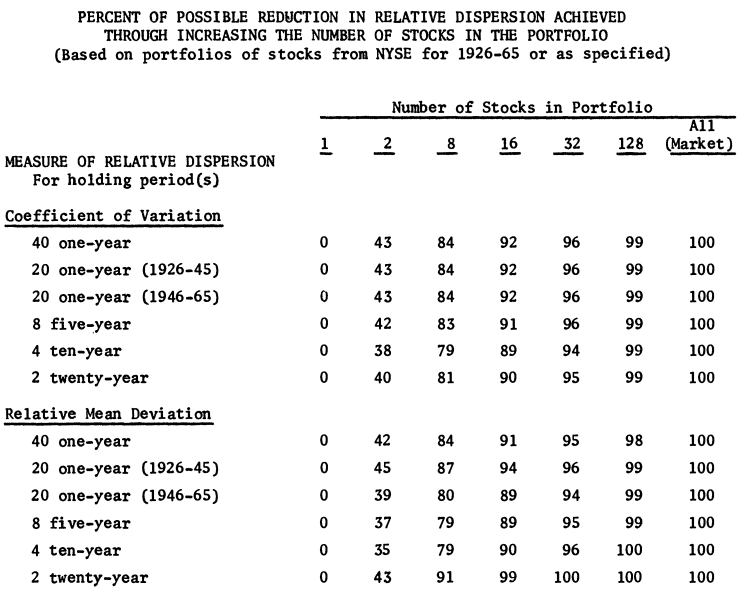 PERCENT OF POSSIBLE REDUCTION IN RELATIVE DISPERSION ACHIEVED
THROUGH INCREASING THE NUMBER OF STOCKS IN THE PORTFOLIO
(Based on portfolios of stocks from NYSE for 1926-65 or as specified)
Number of Stocks in Portfolio
All
1 2 8 16 32 128 (Market)
MEASURE OF RELATIVE DISPERSION
For holding period(s)
Coefficient of Variation
40 one-year 0 43 84 92 96 99 100
20 one-year (1926-45) 0 43 84 92 96 99 100
20 one-year (1946-65) 0 43 84 92 96 99 100
8 five-year 0 42 83 91 96 99 100
4 ten-year 0 38 79 89 94 99 100
2 twenty-year 0 40 81 90 95 99 100
Relative Mean Deviation
40 one-year 0 42 84 91 95 98 100
20 one-year (1926-45) 0 45 87 94 96 99 100
20 one-year (1946-65) 0 39 80 89 94 99 100
8 five-year 0 37 79 89 95 99 100
4 ten-year 0 35 79 90 96 100 100
2 twenty-year 0 43 91 99 100 100 100